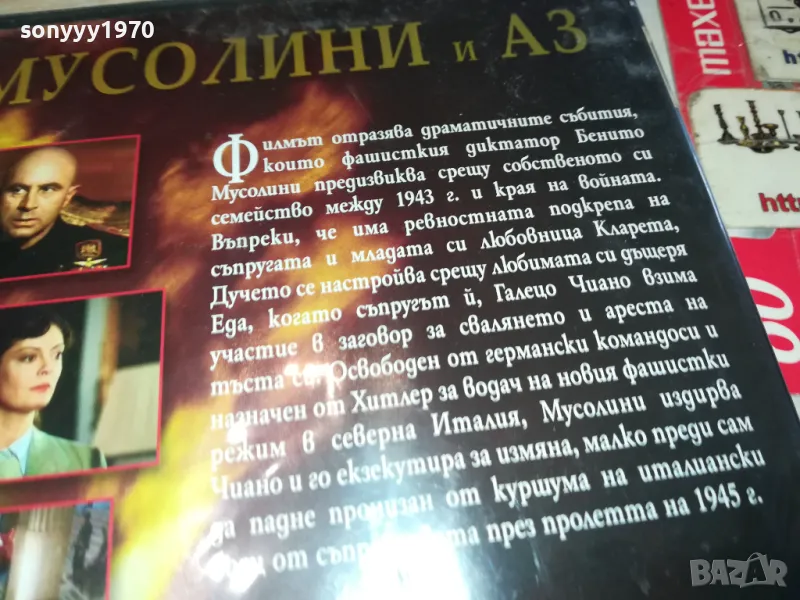 sonyyy1970
МУСОЛИНИ и АЗ
Филмът отразява драматичните събития,
които фашисткия диктатор Бенито
Мусолини предизвиква срещу собственото си
семейство между 1943 г. и края на войната.
Въпреки, че има ревностната подкрепа на
съпругата и младата си любовница Кларета,
Дучето се настройва срещу любимата си дъщеря
Еда, когато съпругът й, Галецо Чиано взима
участие в заговор за свалянето и ареста на
тъста си. Освободен от германски командоси и
назначен от Хитлер за водач на новия фашистки
режим в северна Италия, Мусолини издирва
Чиано и го екзекутира за измяна, малко преди сам
да падне пронизан от куршума на италиански
от през пролетта на 1945 г.
maxe
htt
60
BAZAR